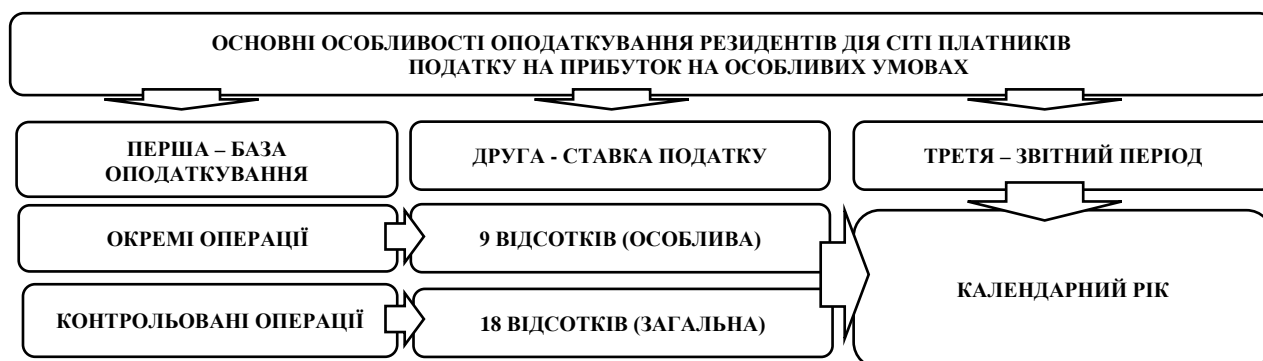 ОСНОВНІ ОСОБЛИВОСТІ ОПОДАТКУВАННЯ РЕЗИДЕНТІВ ДІЯ СІТІ ПЛАТНИКІВ
ПОДАТКУ НА ПРИБУТОК НА ОСОБЛИВИХ УМОВАХ
ПЕРША – БАЗА
ОПОДАТКУВАННЯ
ДРУГА - СТАВКА ПОДАТКУ
ТРЕТЯ – ЗВІТНИЙ ПЕРІОД
ОКРЕМІ ОПЕРАЦІЇ
9 ВІДСОТКІВ (ОСОБЛИВА)
КАЛЕНДАРНИЙ РІК
КОНТРОЛЬОВАНІ ОПЕРАЦІЇ
18 ВІДСОТКІВ (ЗАГАЛЬНА)